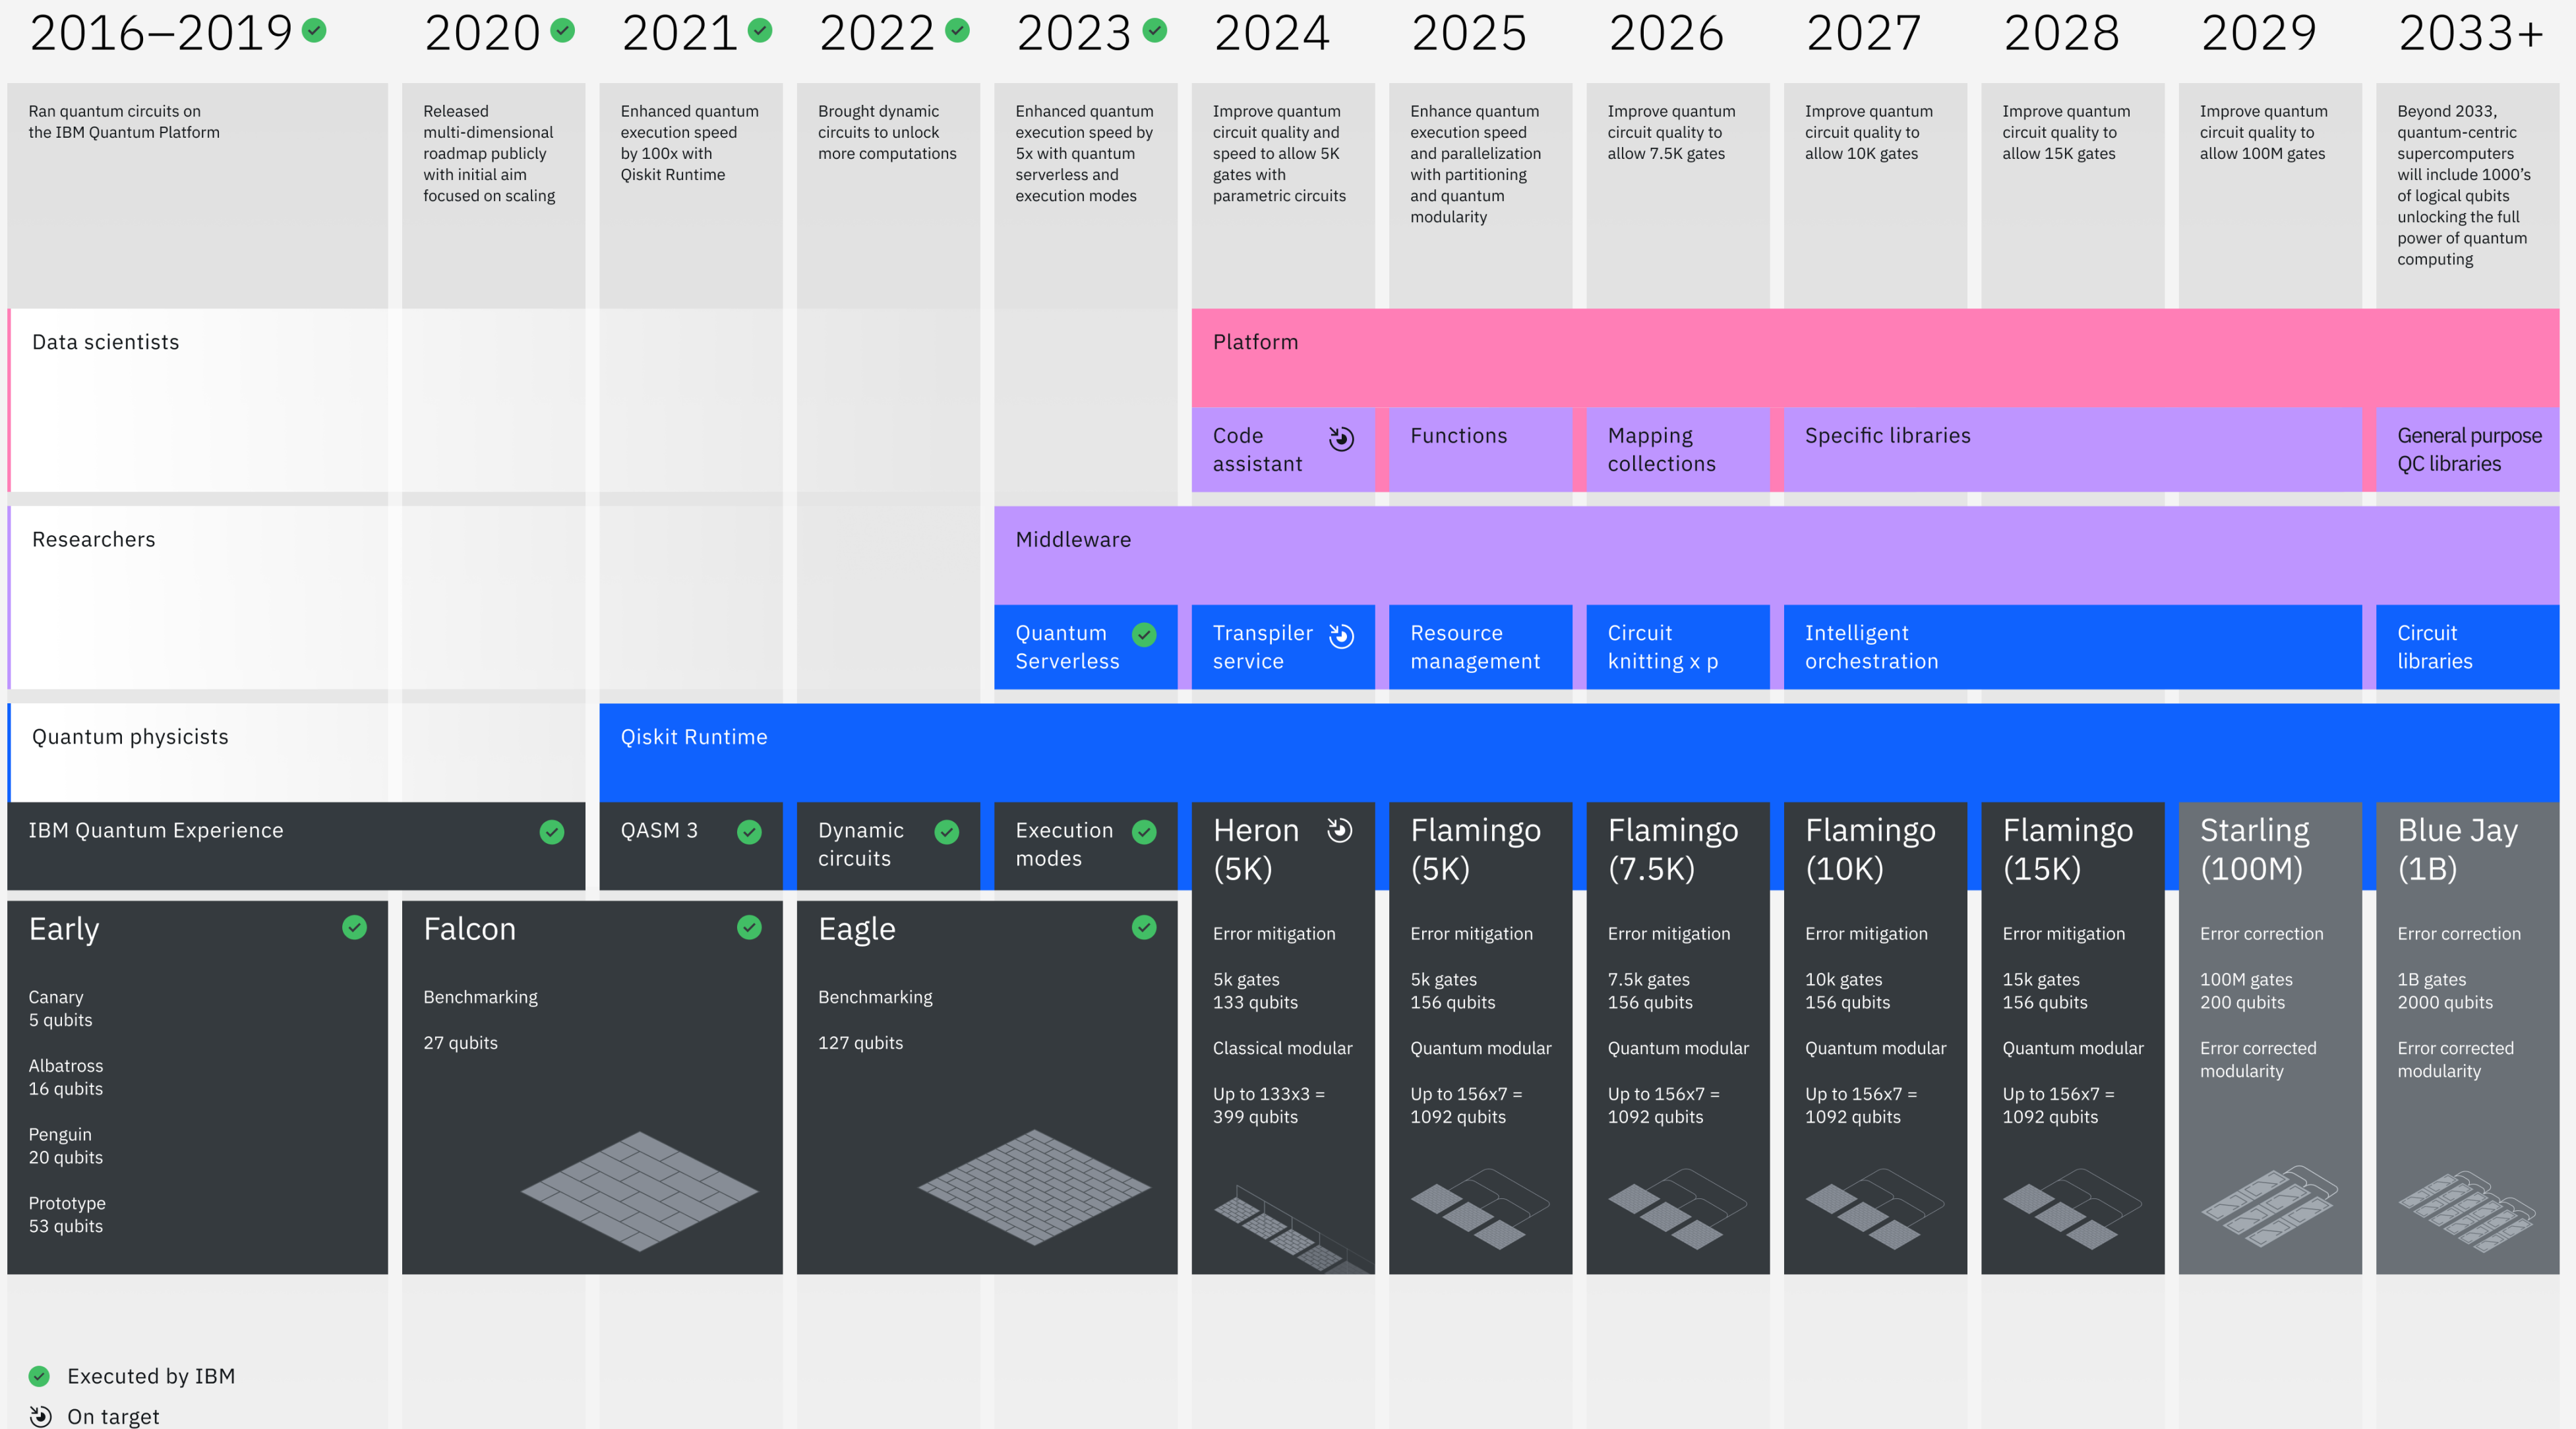 2016–2019
2020
2021
2022
2023
2024
2025
2026
2027
2028
2029
2033+
Ran quantum circuits on
the IBM Quantum Platform
Released
multi-dimensional
roadmap publicly
with initial aim
focused on scaling
Enhanced quantum
execution speed
by 100x with
Qiskit Runtime
Brought dynamic
circuits to unlock
more computations
Enhanced quantum
execution speed by
5x with quantum
serverless and
execution modes
Improve quantum
circuit quality and
speed to allow 5K
gates with
parametric circuits
Enhance quantum
execution speed
and parallelization
with partitioning
and quantum
modularity
Improve quantum
circuit quality to
allow 7.5K gates
Improve quantum
circuit quality to
allow 10K gates
Improve quantum
circuit quality to
allow 15K gates
Improve quantum
circuit quality to
allow 100M gates
Beyond 2033,
quantum-centric
supercomputers
will include 1000’s
of logical qubits
unlocking the full
power of quantum
computing
Data scientists
Platform
Code
assistant
Functions
Mapping
collections
Specific libraries
General purpose
QC libraries
Researchers
Middleware
Quantum
Serverless
Transpiler
service
Resource
management
Circuit
knitting x p
Intelligent
orchestration
Circuit
libraries
Quantum physicists
Qiskit Runtime
IBM Quantum Experience
QASM 3
Dynamic
circuits
Execution
modes
Early
Canary
5 qubits
Albatross
16 qubits
Penguin
20 qubits
Prototype
53 qubits
Falcon
Benchmarking
27 qubits
Eagle
Benchmarking
127 qubits
Heron
(5K)
Error mitigation
5k gates
133 qubits
Classical modular
Up to 133x3 =
399 qubits
Flamingo
(5K)
Error mitigation
5k gates
156 qubits
Quantum modular
Up to 156x7 =
1092 qubits
Flamingo
(7.5K)
Error mitigation
7.5k gates
156 qubits
Quantum modular
Up to 156x7 =
1092 qubits
Flamingo
(10K)
Error mitigation
10k gates
156 qubits
Quantum modular
Up to 156x7 =
1092 qubits
Flamingo
(15K)
Error mitigation
15k gates
156 qubits
Quantum modular
Up to 156x7 =
1092 qubits
Starling
(100M)
Error correction
100M gates
200 qubits
Error corrected
modularity
Blue Jay
(1B)
Error correction
1B gates
2000 qubits
Error corrected
modularity
Executed by IBM
On target